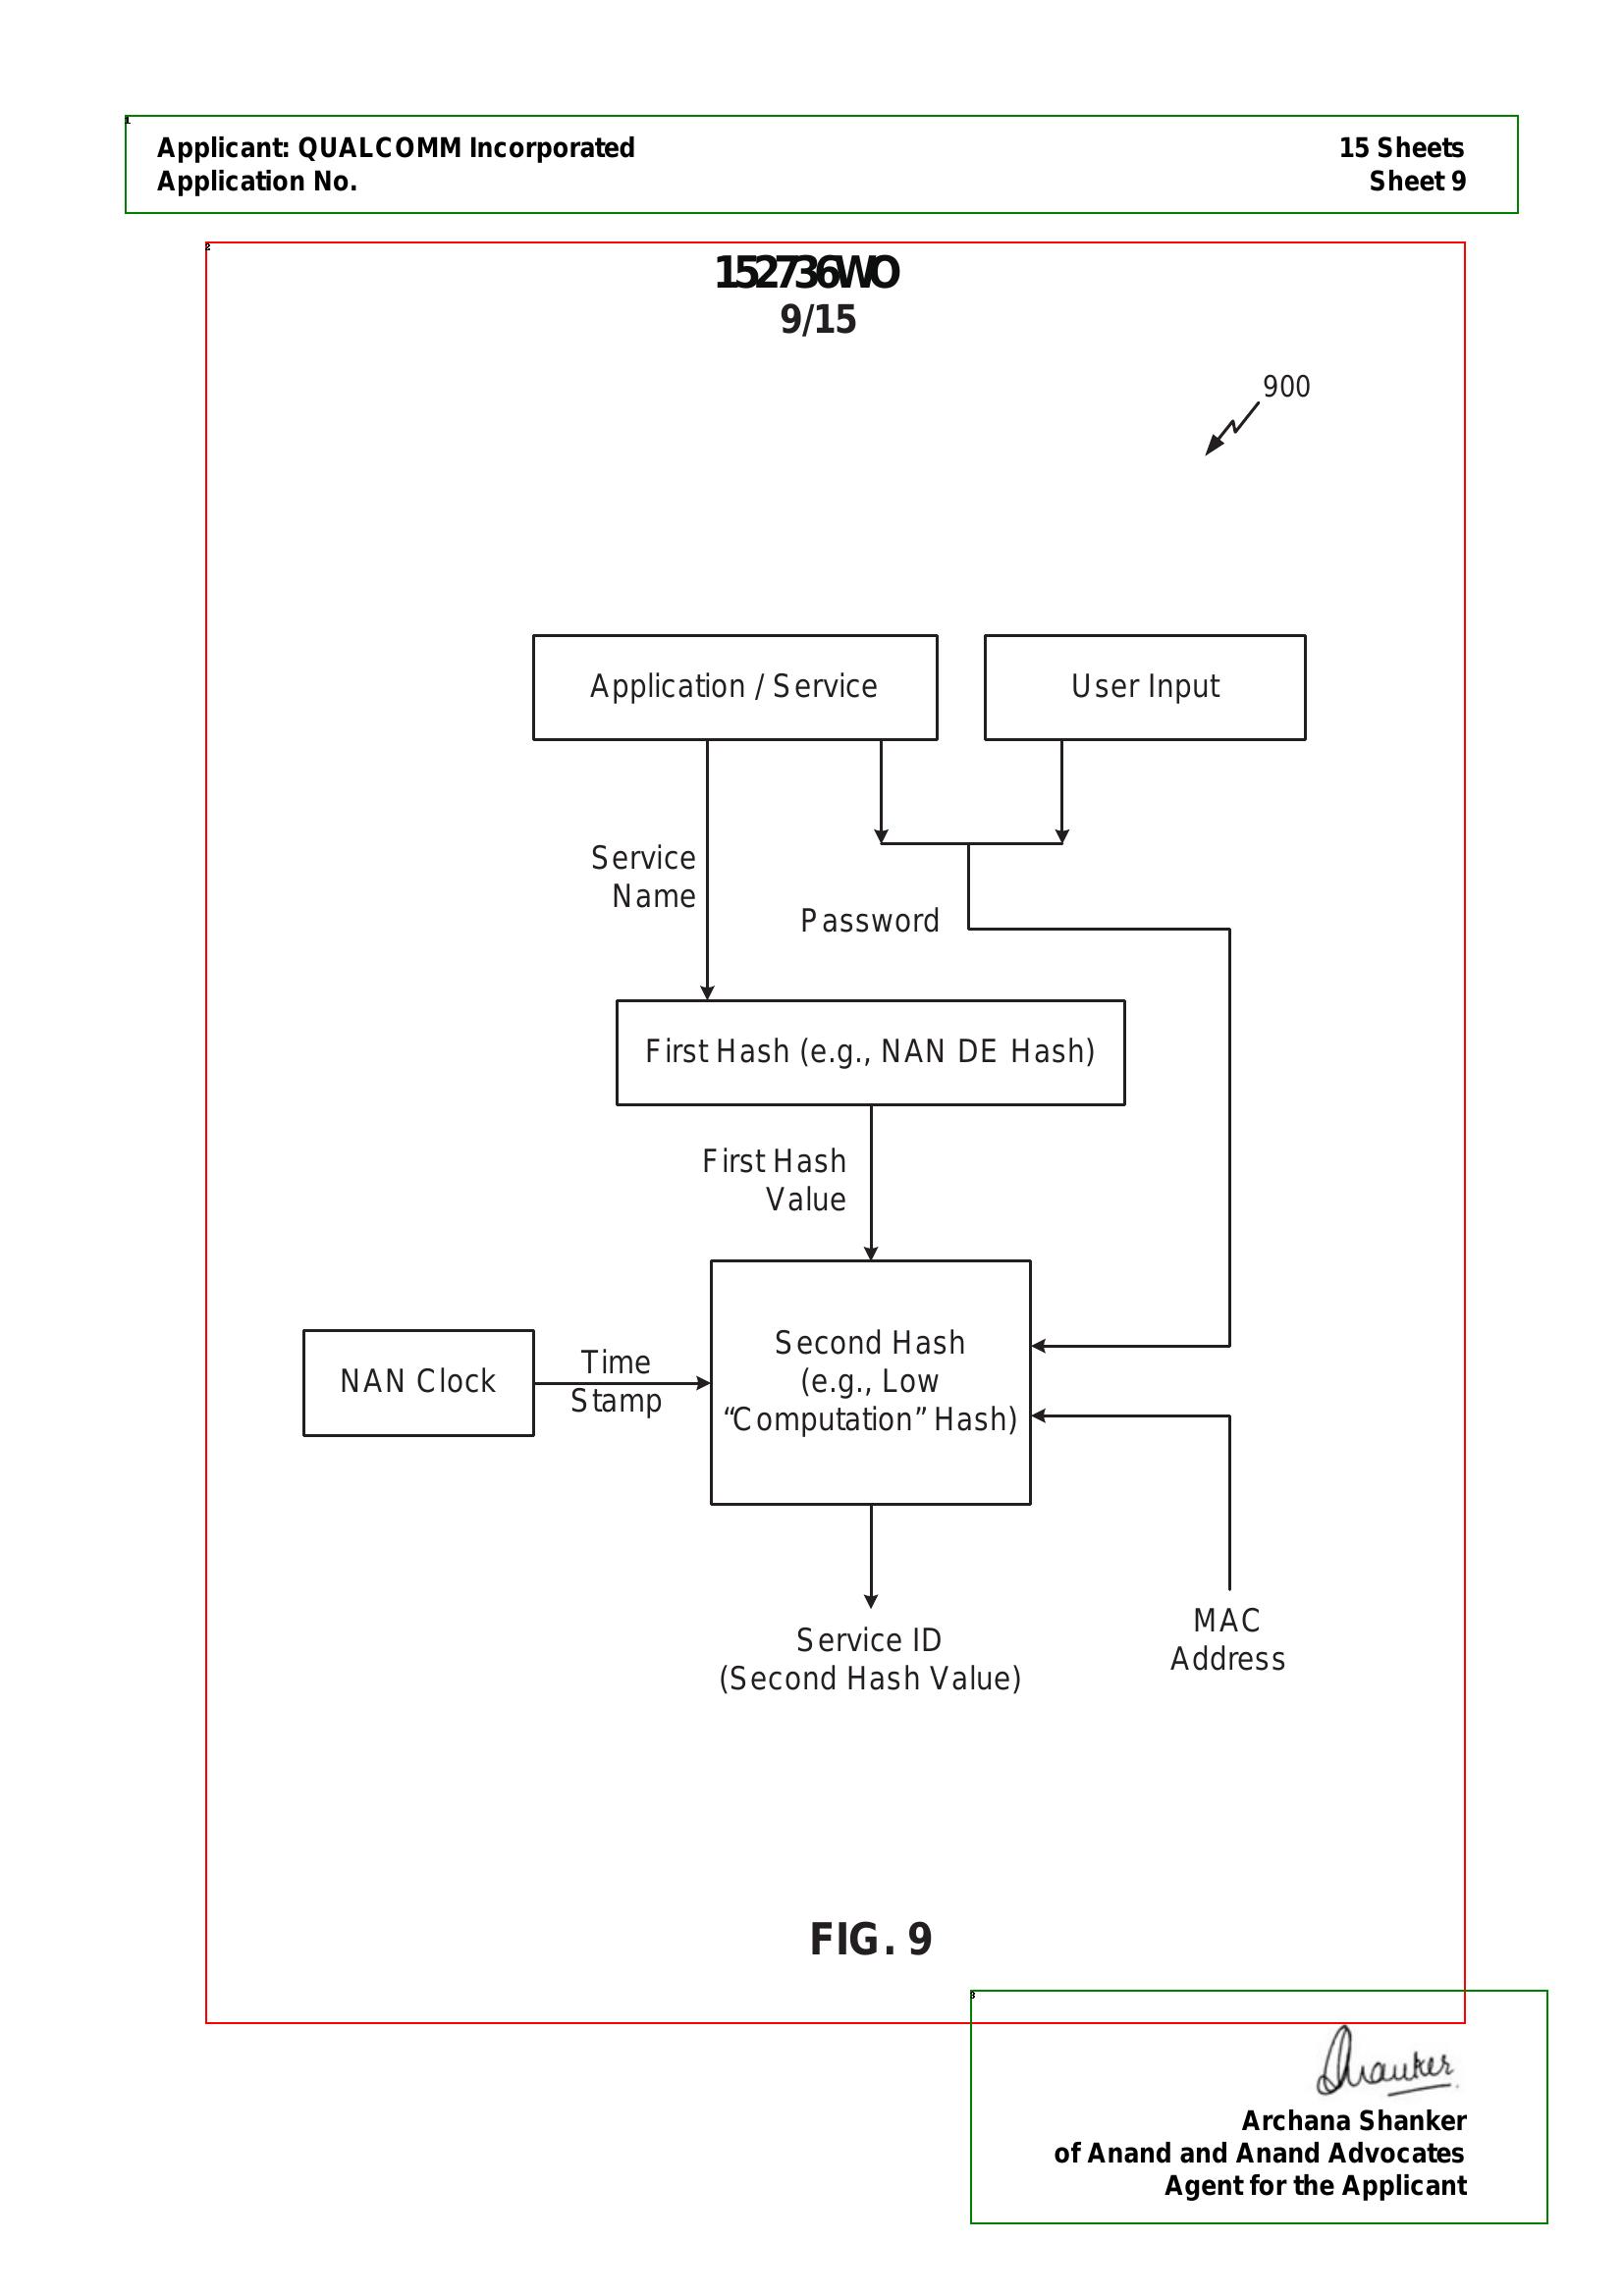 1
Applicant: QUALCOMM Incorporated
15 Sheets
Application No.
Sheet 9
2
152736WO
9/15
900
Application / Service
User Input
Service
Name
Password
First Hash (e.g., NAN DE Hash)
First Hash
Value
NAN Clock
Time
Stamp
Second Hash
(e.g., Low
“Computation” Hash)
Service ID
(Second Hash Value)
MAC
Address
FIG. 9
3
Shanker
Archana Shanker
of Anand and Anand Advocates
Agent for the Applicant